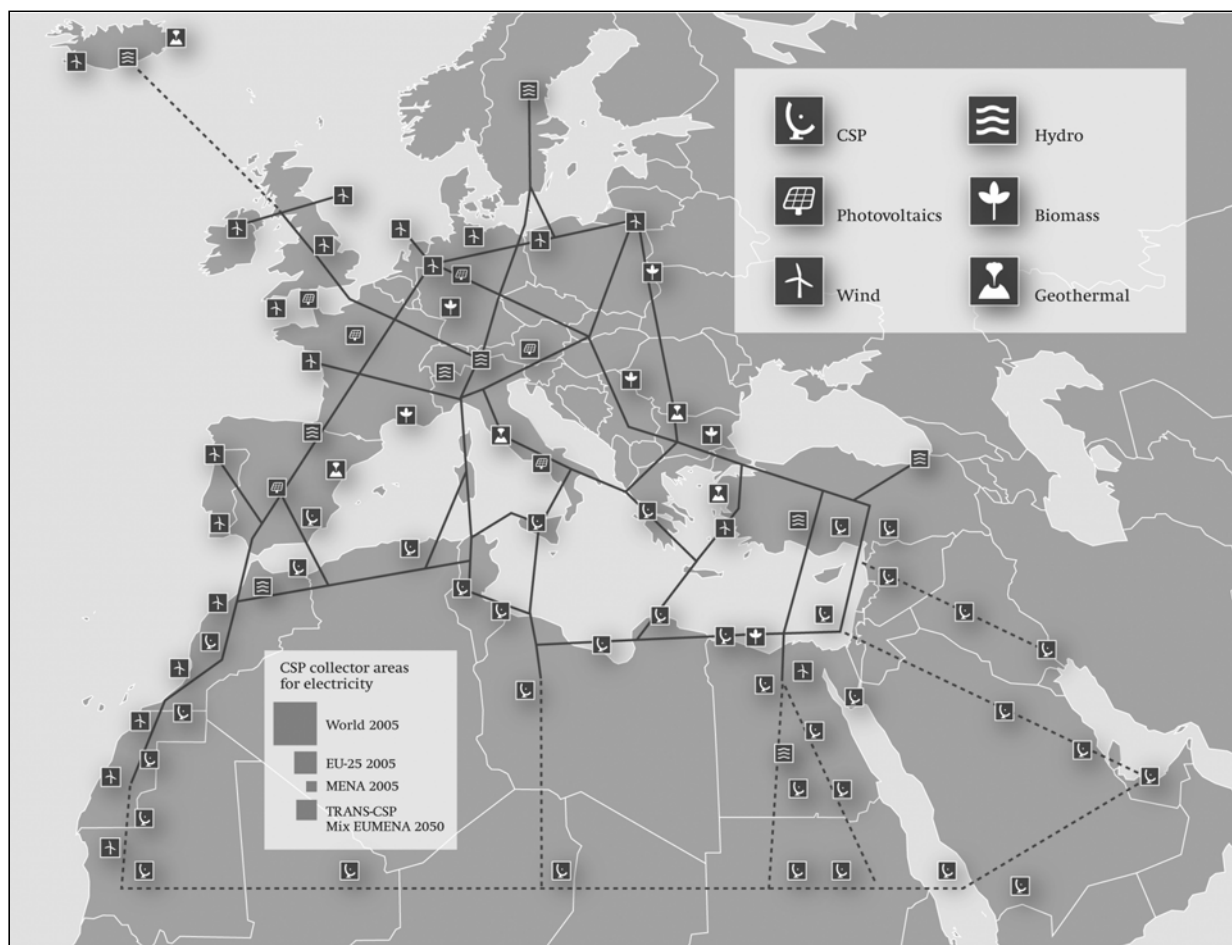 CSP
Hydro
Photovoltaics
Biomass
Wind
Geothermal
CSP collector areas
for electricity
World 2005
EU-25 2005
MENA 2005
TRANS-CSP
Mix EUMENA 2050